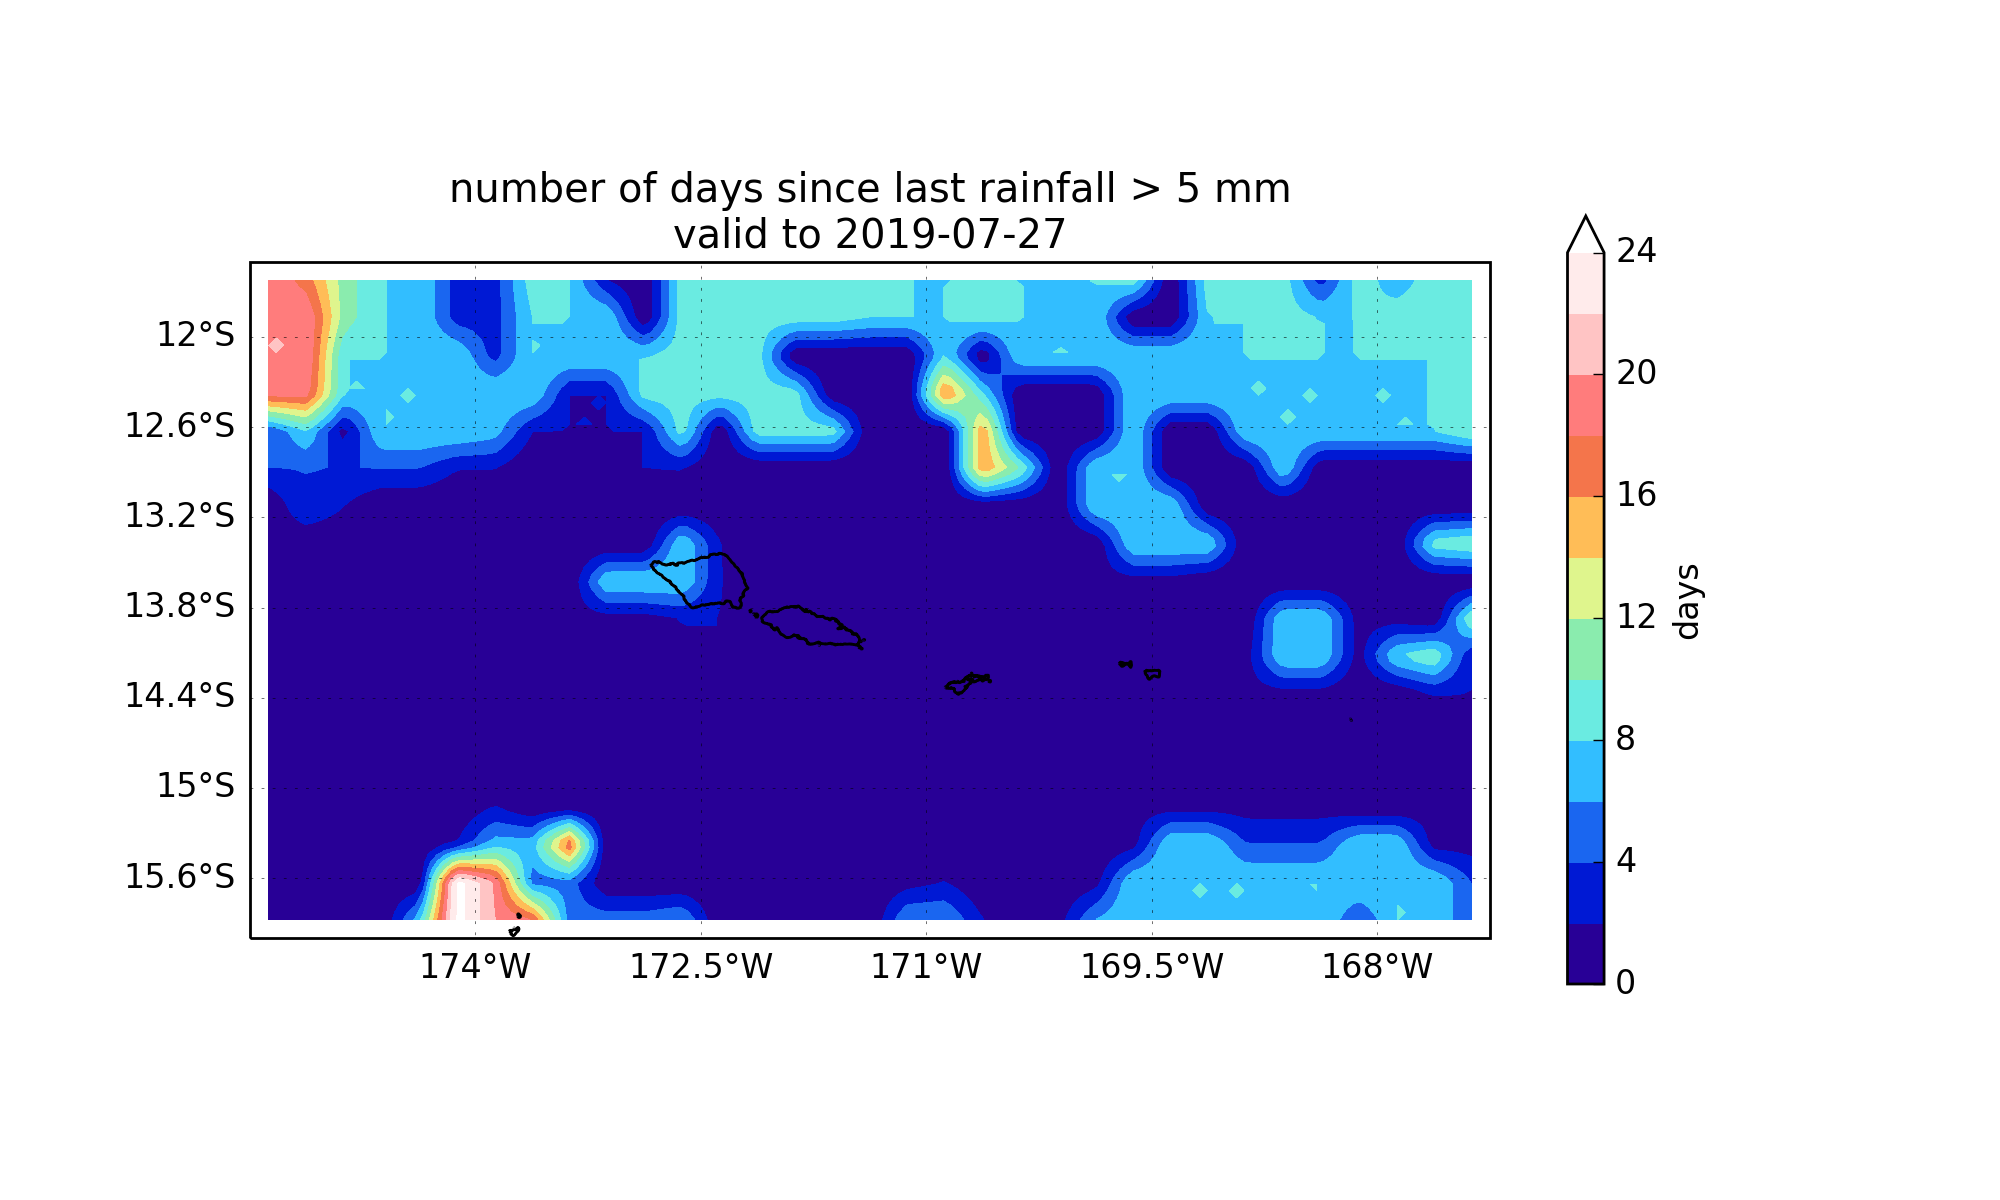 number of days since last rainfall > 5 mm
valid to 2019-07-27
12°S
12.6°S
13.2°S
13.8°S
14.4°S
15°S
15.6°S
174°W
172.5°W
171°W
169.5°W
168°W
24
20
16
12
8
4
0
days